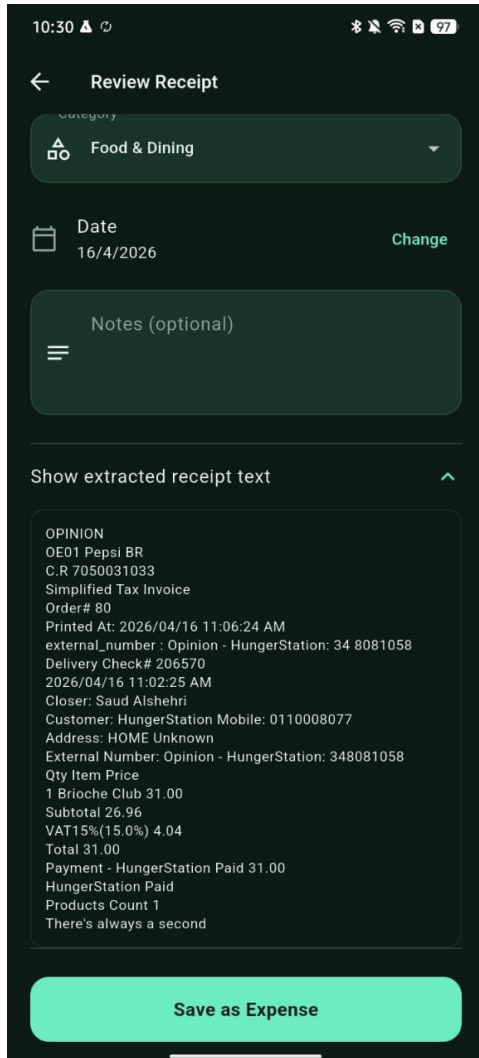 10:30
97
Review Receipt
Category
Food & Dining
Date
16/4/2026
Change
Notes (optional)
Show extracted receipt text
OPINION
OE01 Pepsi BR
C.R 7050031033
Simplified Tax Invoice
Order# 80
Printed At: 2026/04/16 11:06:24 AM
external_number : Opinion - HungerStation: 34 8081058
Delivery Check# 206570
2026/04/16 11:02:25 AM
Closer: Saud Alshehri
Customer: HungerStation Mobile: 0110008077
Address: HOME Unknown
External Number: Opinion - HungerStation: 348081058
Qty Item Price
1 Brioche Club 31.00
Subtotal 26.96
VAT15%(15.0%) 4.04
Total 31.00
Payment - HungerStation Paid 31.00
HungerStation Paid
Products Count 1
There's always a second
Save as Expense